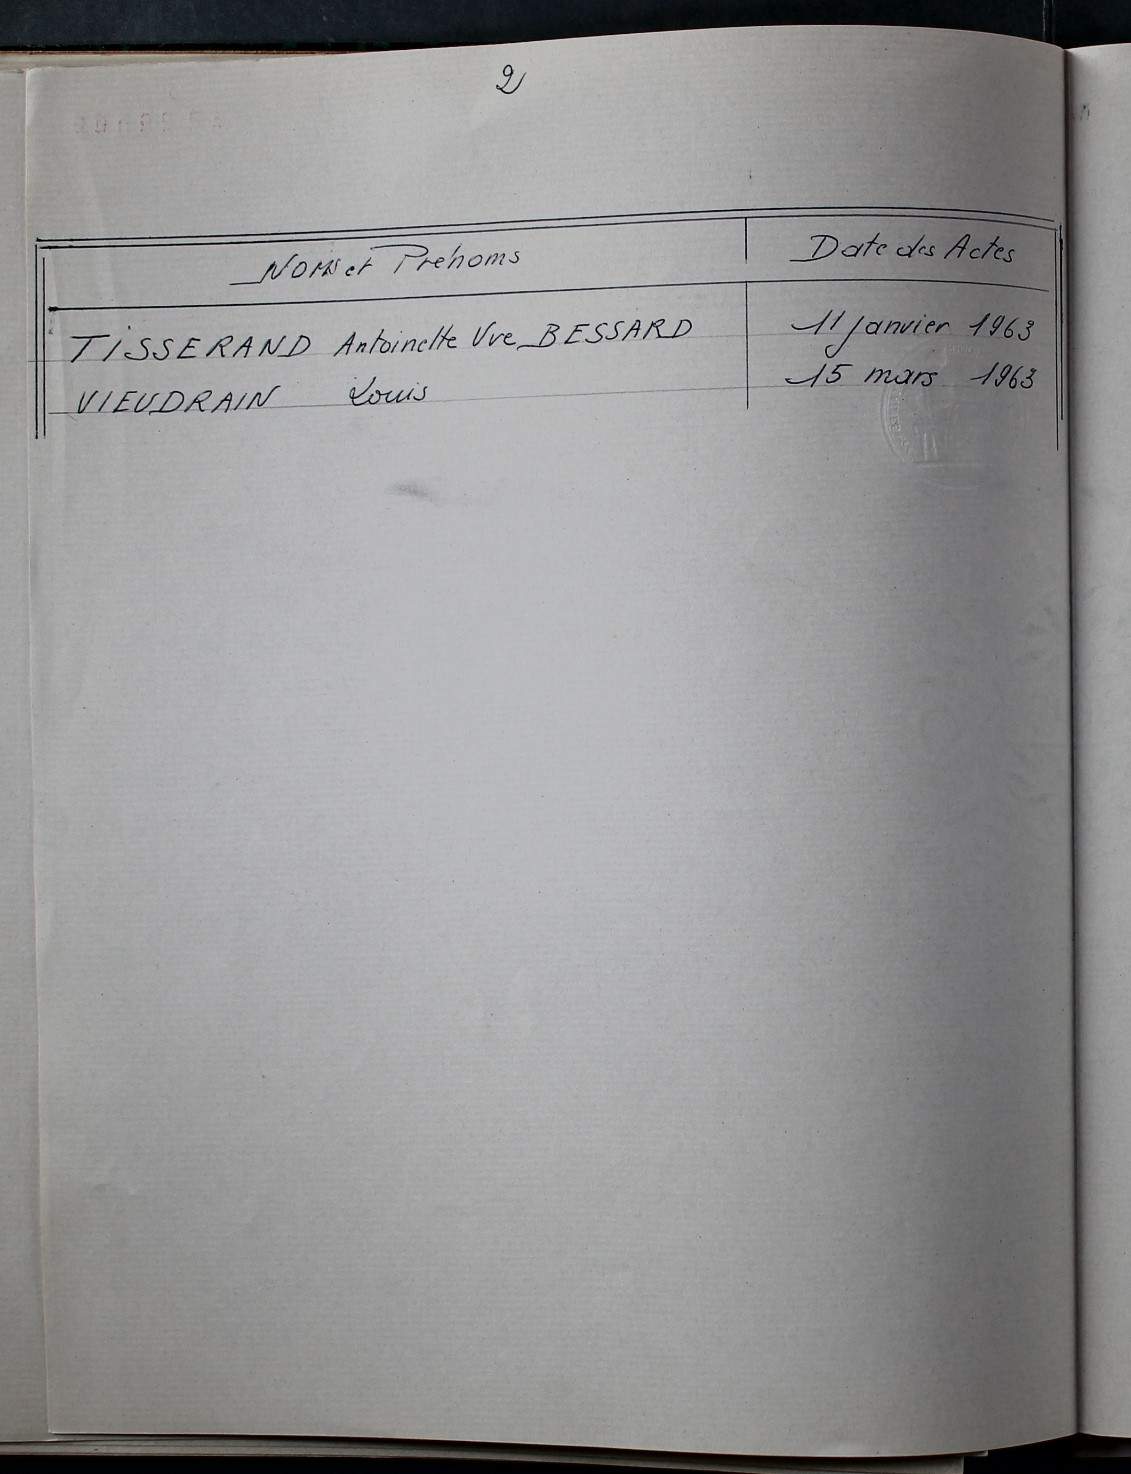 2
Noms et Prénoms Date des Actes
TISSERAND Antoinette Vve BESSARD 11 Janvier 1963
VIEUDRAIN Louis 15 mars 1963